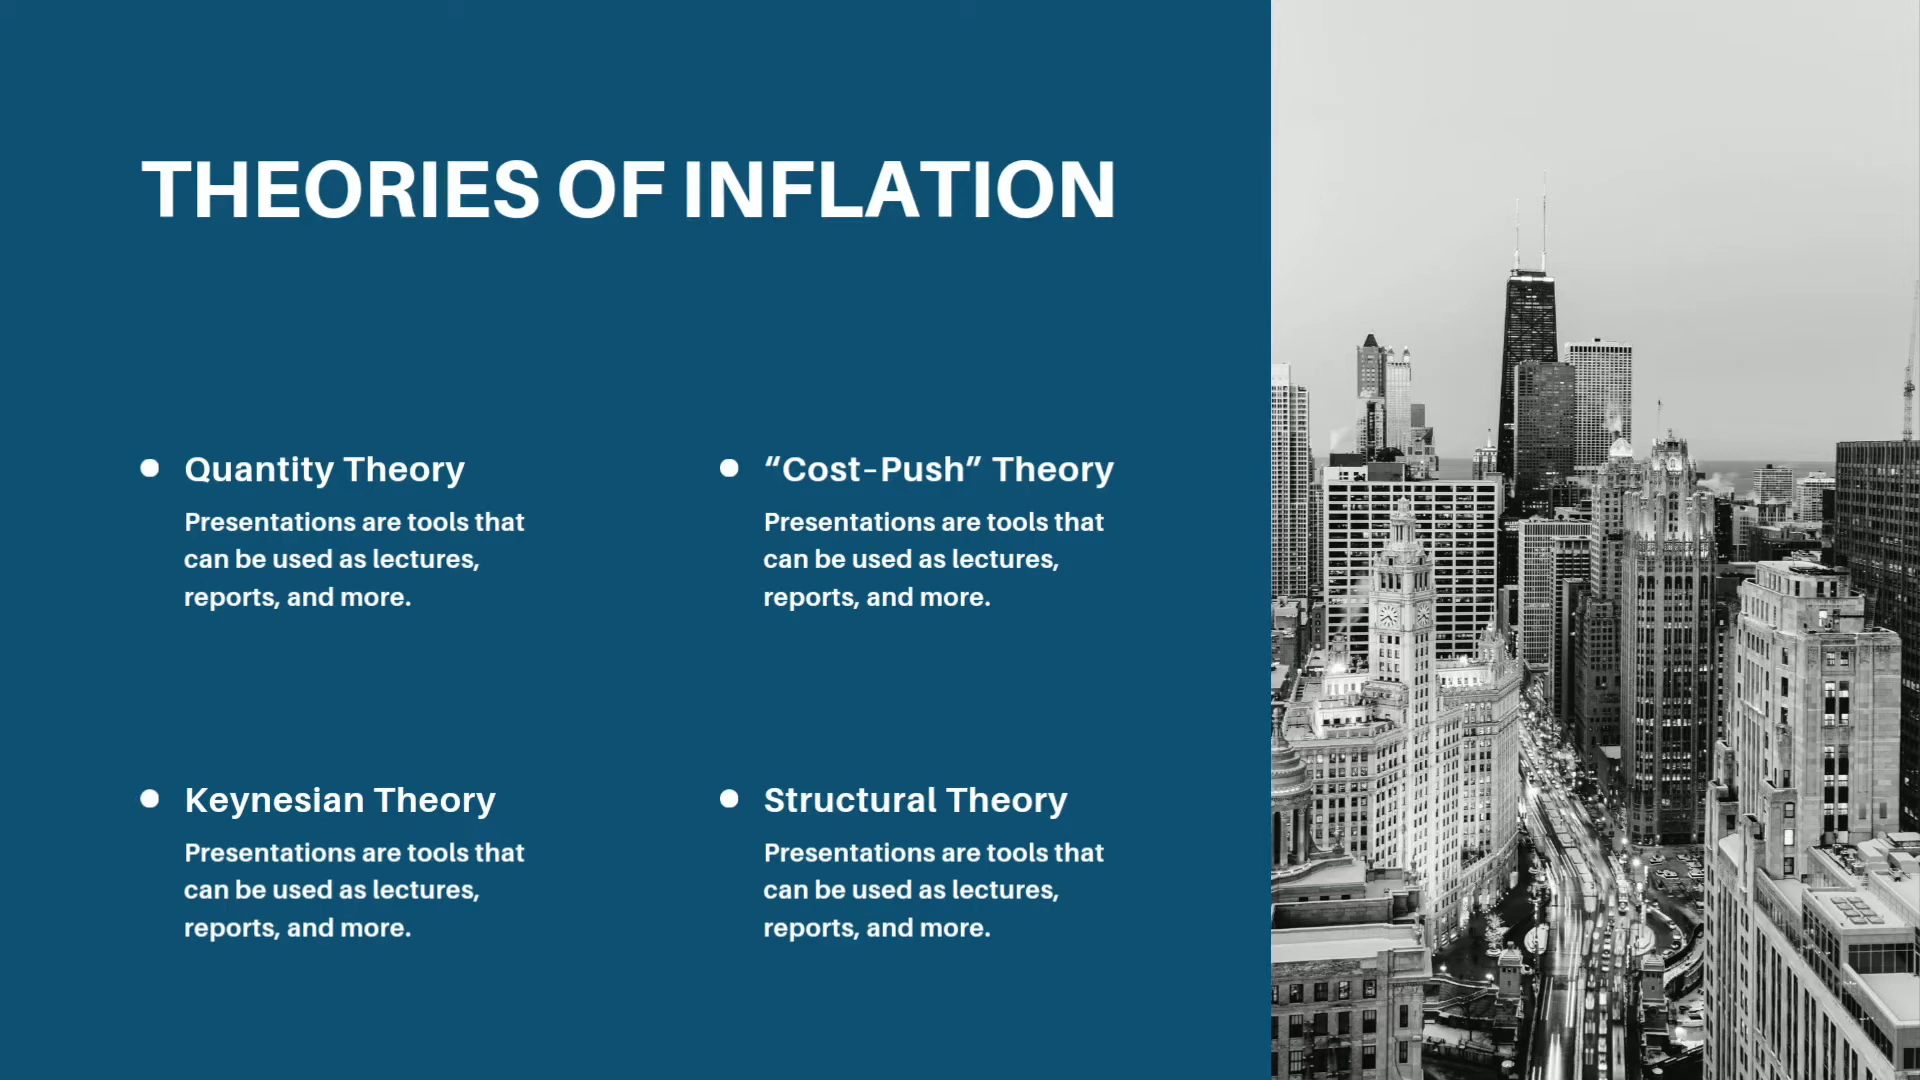 THEORIES OF INFLATION
Quantity Theory
Presentations are tools that
can be used as lectures,
reports, and more.
“Cost-Push” Theory
Presentations are tools that
can be used as lectures,
reports, and more.
Keynesian Theory
Presentations are tools that
can be used as lectures,
reports, and more.
Structural Theory
Presentations are tools that
can be used as lectures,
reports, and more.